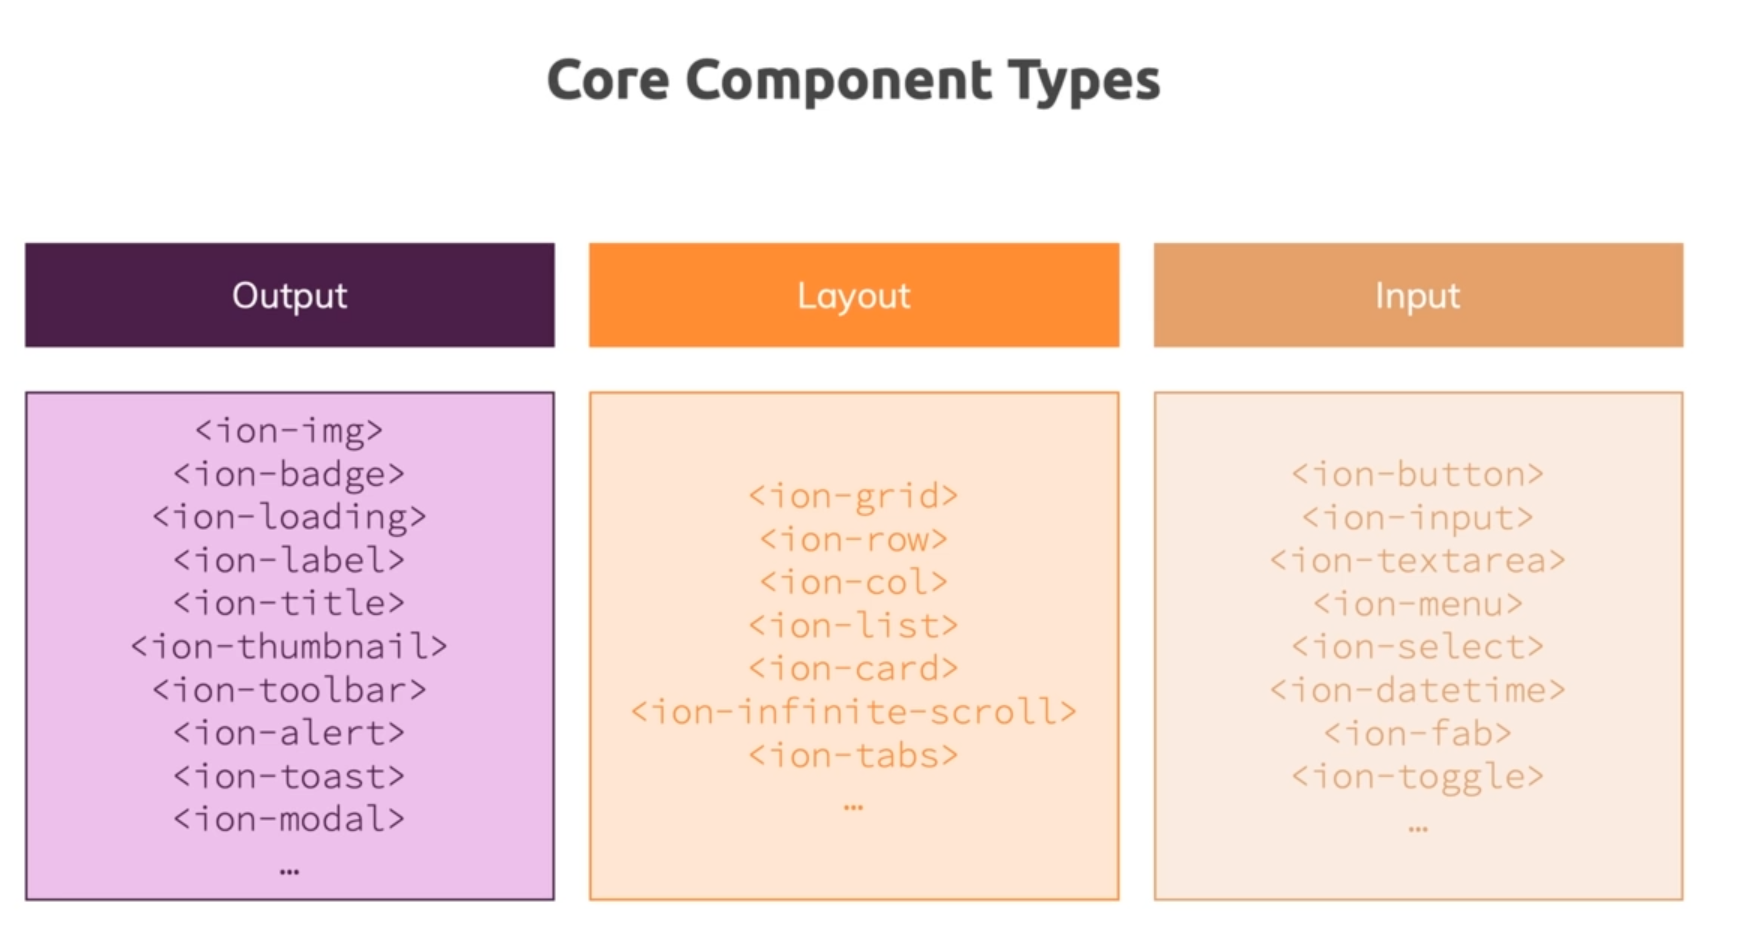 Core Component Types
Output
<ion-img>
<ion-badge>
<ion-loading>
<ion-label>
<ion-title>
<ion-thumbnail>
<ion-toolbar>
<ion-alert>
<ion-toast>
<ion-modal>
…
Layout
<ion-grid>
<ion-row>
<ion-col>
<ion-list>
<ion-card>
<ion-infinite-scroll>
<ion-tabs>
…
Input
<ion-button>
<ion-input>
<ion-textarea>
<ion-menu>
<ion-select>
<ion-datetime>
<ion-fab>
<ion-toggle>
…